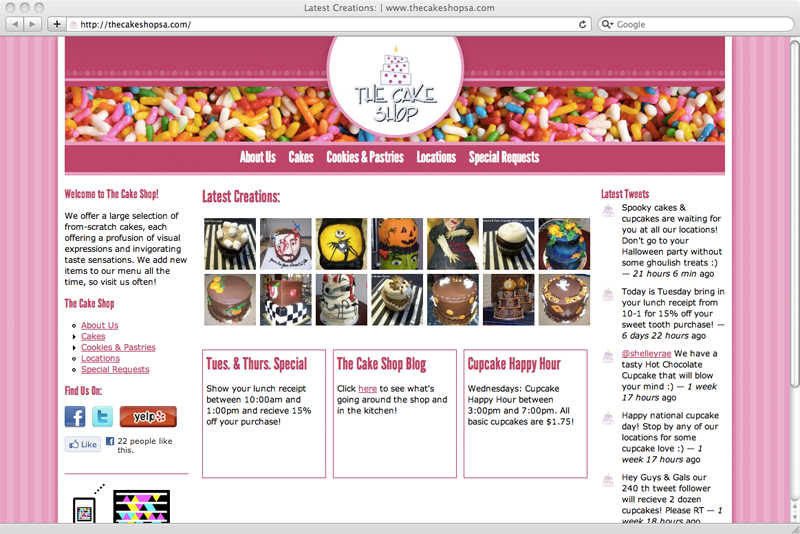 Latest Creations: | www.thecakeshopsa.com/
http://thecakeshopsa.com/
Google
THE CAKE
SHOP
About Us Cakes Cookies & Pastries Locations Special Requests
Welcome to The Cake Shop!
We offer a large selection of
from-scratch cakes, each
offering a profusion of visual
expressions and invigorating
taste sensations. We add new
items to our menu all the
time, so visit us often!
The Cake Shop
About Us
Cakes
Cookies & Pastries
Locations
Special Requests
Find Us On:
f t yelp
Like 22 people like
this.
Latest Creations:
Tues. & Thurs. Special
Show your lunch receipt
between 10:00am and
1:00pm and recieve 15%
off your purchase!
The Cake Shop Blog
Click here to see what's
going around the shop and
in the kitchen!
Cupcake Happy Hour
Wednesdays: Cupcake
Happy Hour between
3:00pm and 7:00pm. All
basic cupcakes are $1.75!
Latest Tweets
Spooky cakes &
cupcakes are waiting for
you at all our locations!
Don't go to your
Halloween party without
some ghoulish treats :)
— 21 hours 6 min ago
Today is Tuesday bring in
your lunch receipt from
10-1 for 15% off your
sweet tooth purchase! —
6 days 22 hours ago
@shelleyrae We have a
tasty Hot Chocolate
Cupcake that will blow
your mind :) — 1 week
17 hours ago
Happy national cupcake
day! Stop by any of our
locations for some
cupcake love :) — 1
week 17 hours ago
Hey Guys & Gals our
240 th tweet follower
will recieve 2 dozen
cupcakes! Please RT — 1
week 18 hours ago